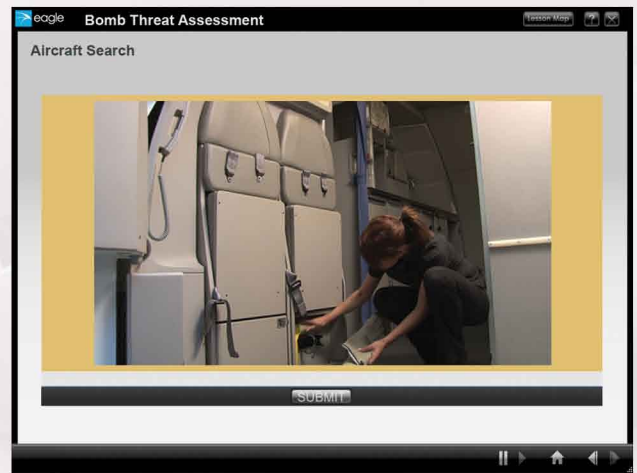 eagle Bomb Threat Assessment Lesson Map ?
Aircraft Search
SUBMIT